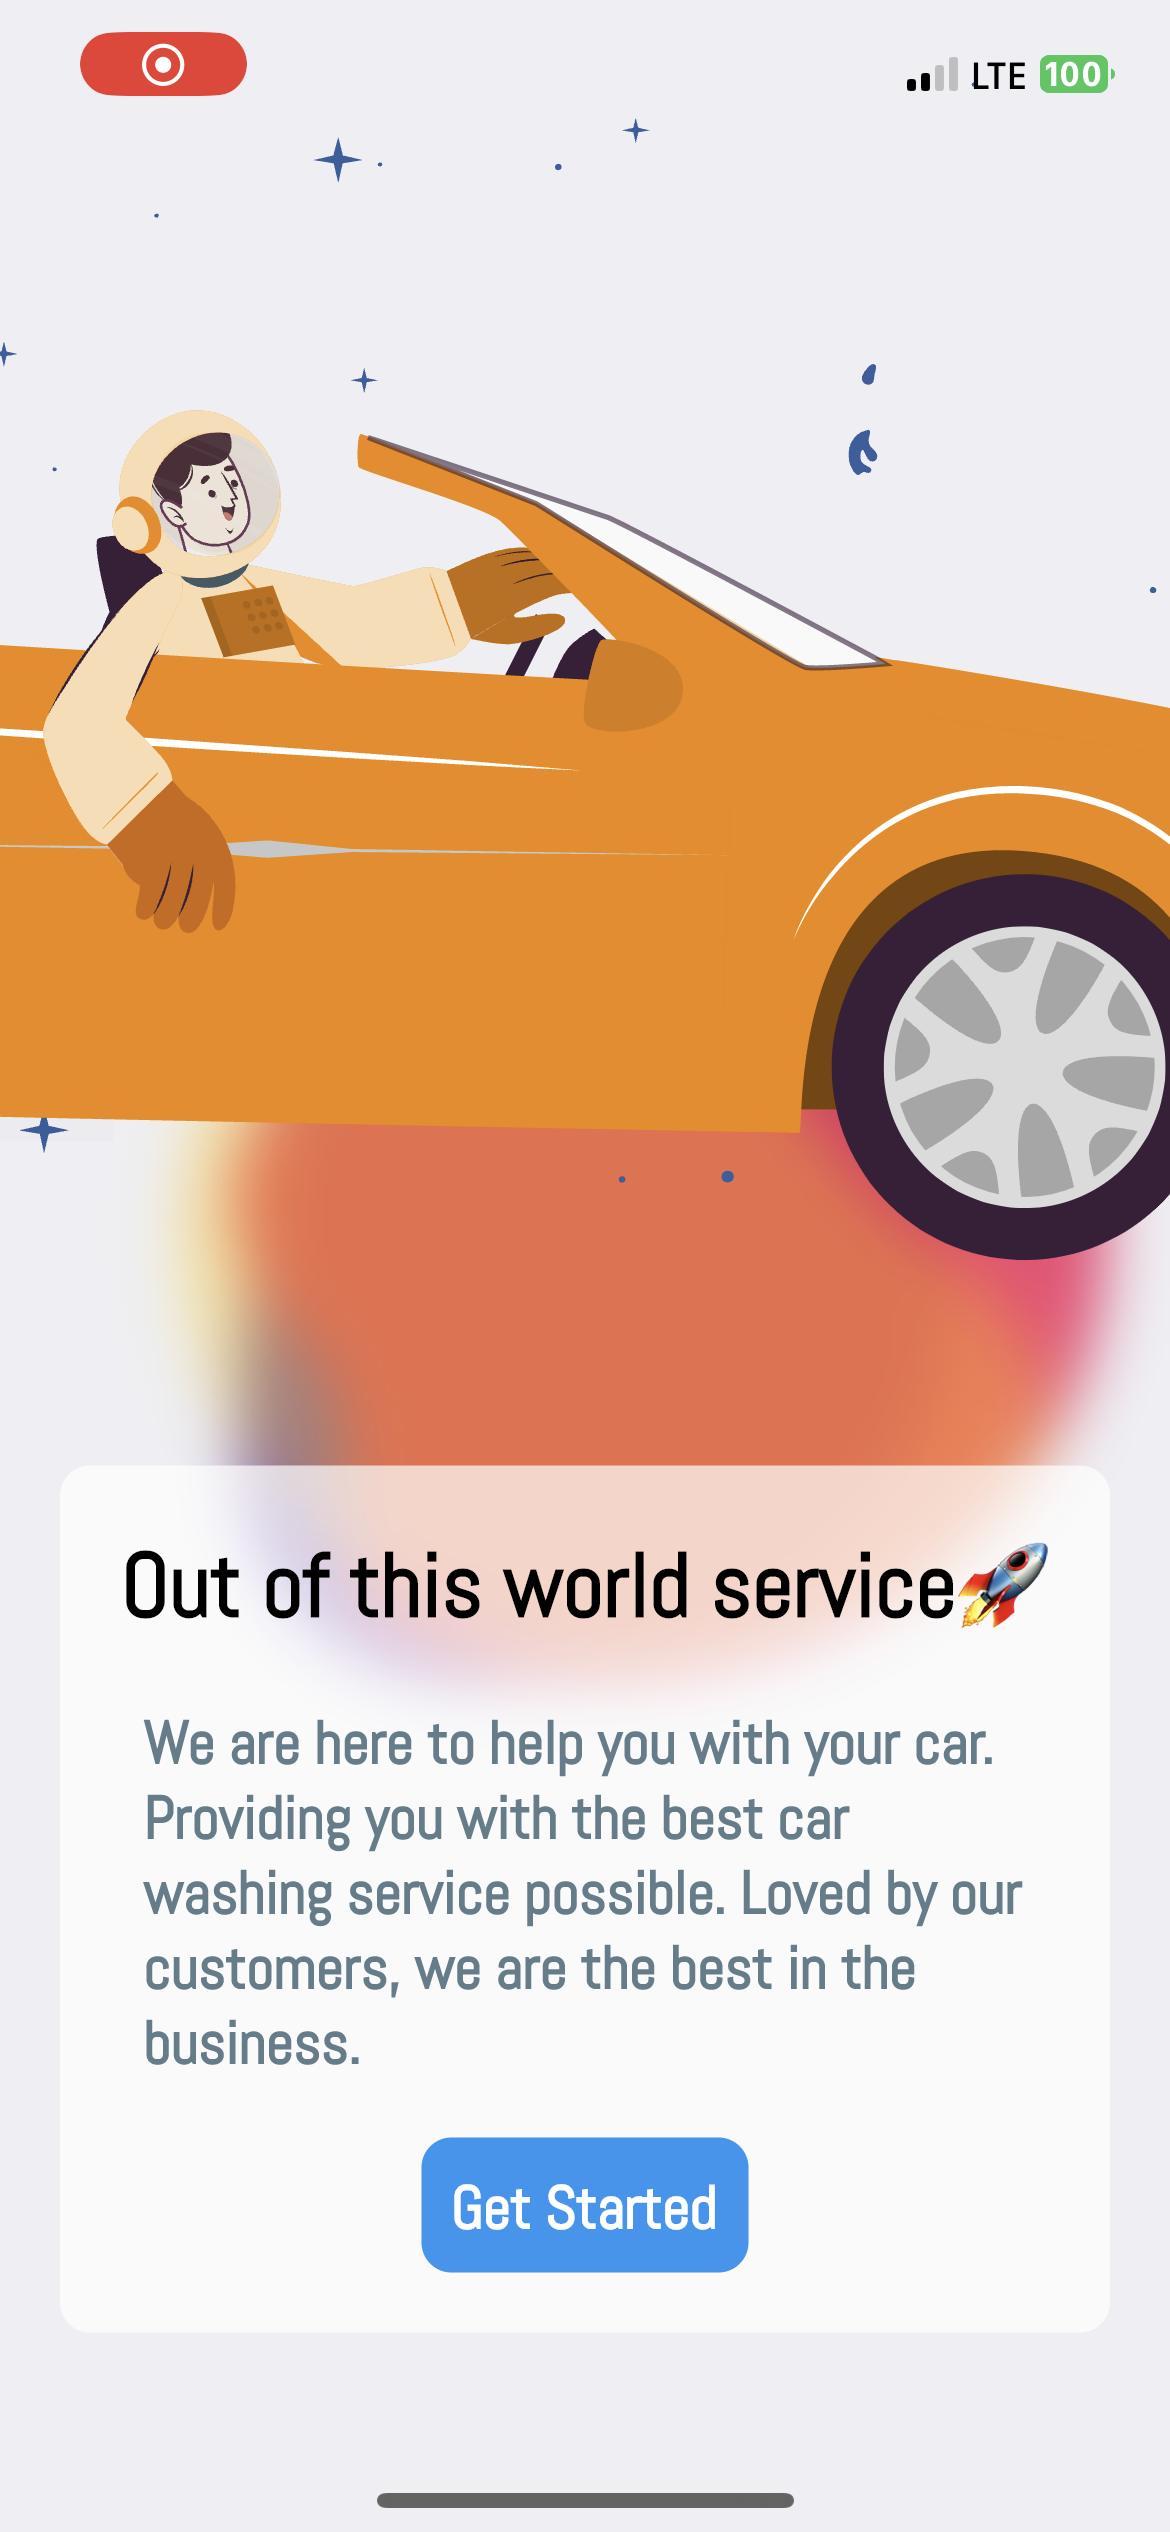 LTE 100
Out of this world service🚀
We are here to help you with your car.
Providing you with the best car
washing service possible. Loved by our
customers, we are the best in the
business.
Get Started